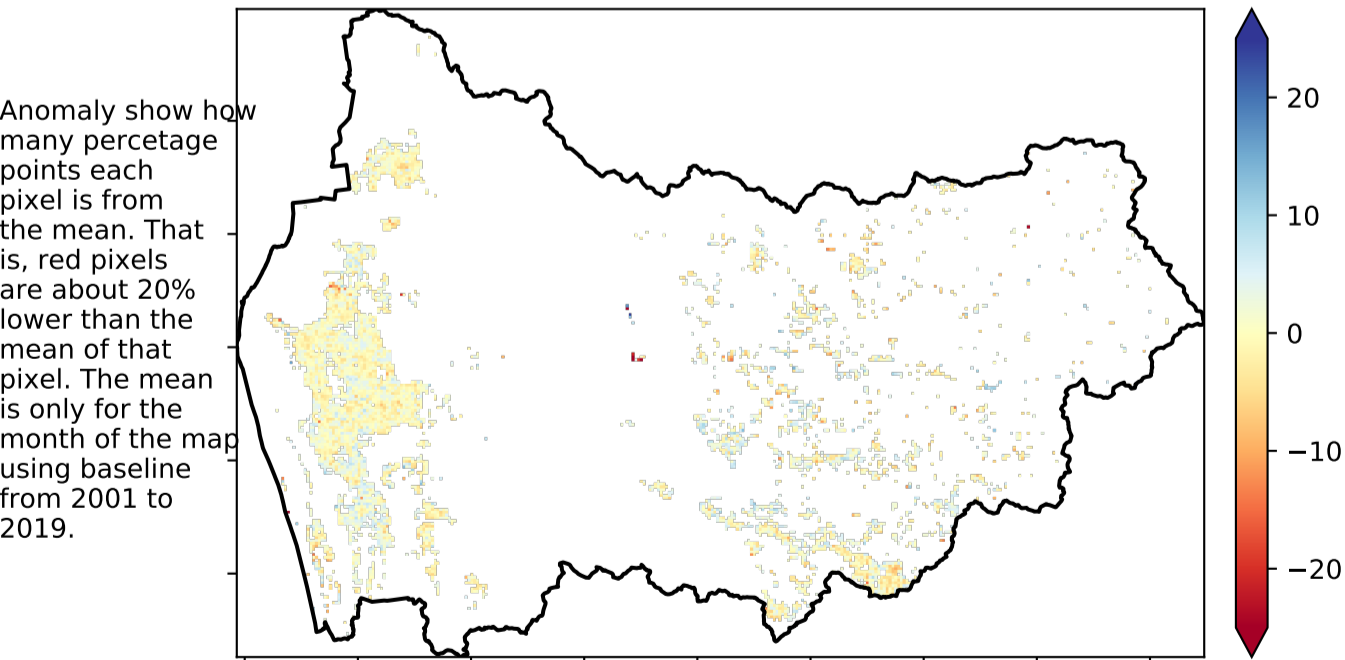 Anomaly show how
many percetage
points each
pixel is from
the mean. That
is, red pixels
are about 20%
lower than the
mean of that
pixel. The mean
is only for the
month of the map
using baseline
from 2001 to
2019.
20
10
0
−10
−20